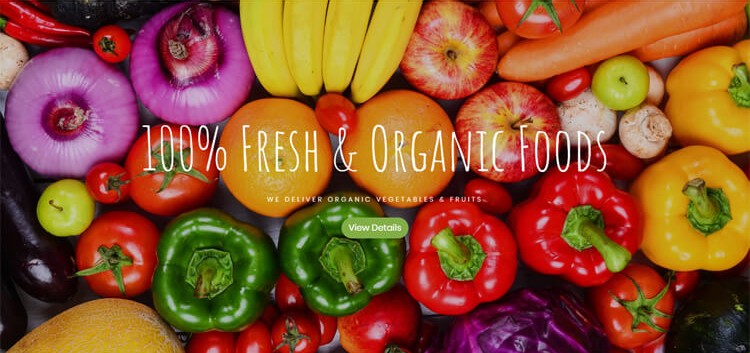 100% Fresh & Organic Foods
WE DELIVER ORGANIC VEGETABLES & FRUITS
View Details